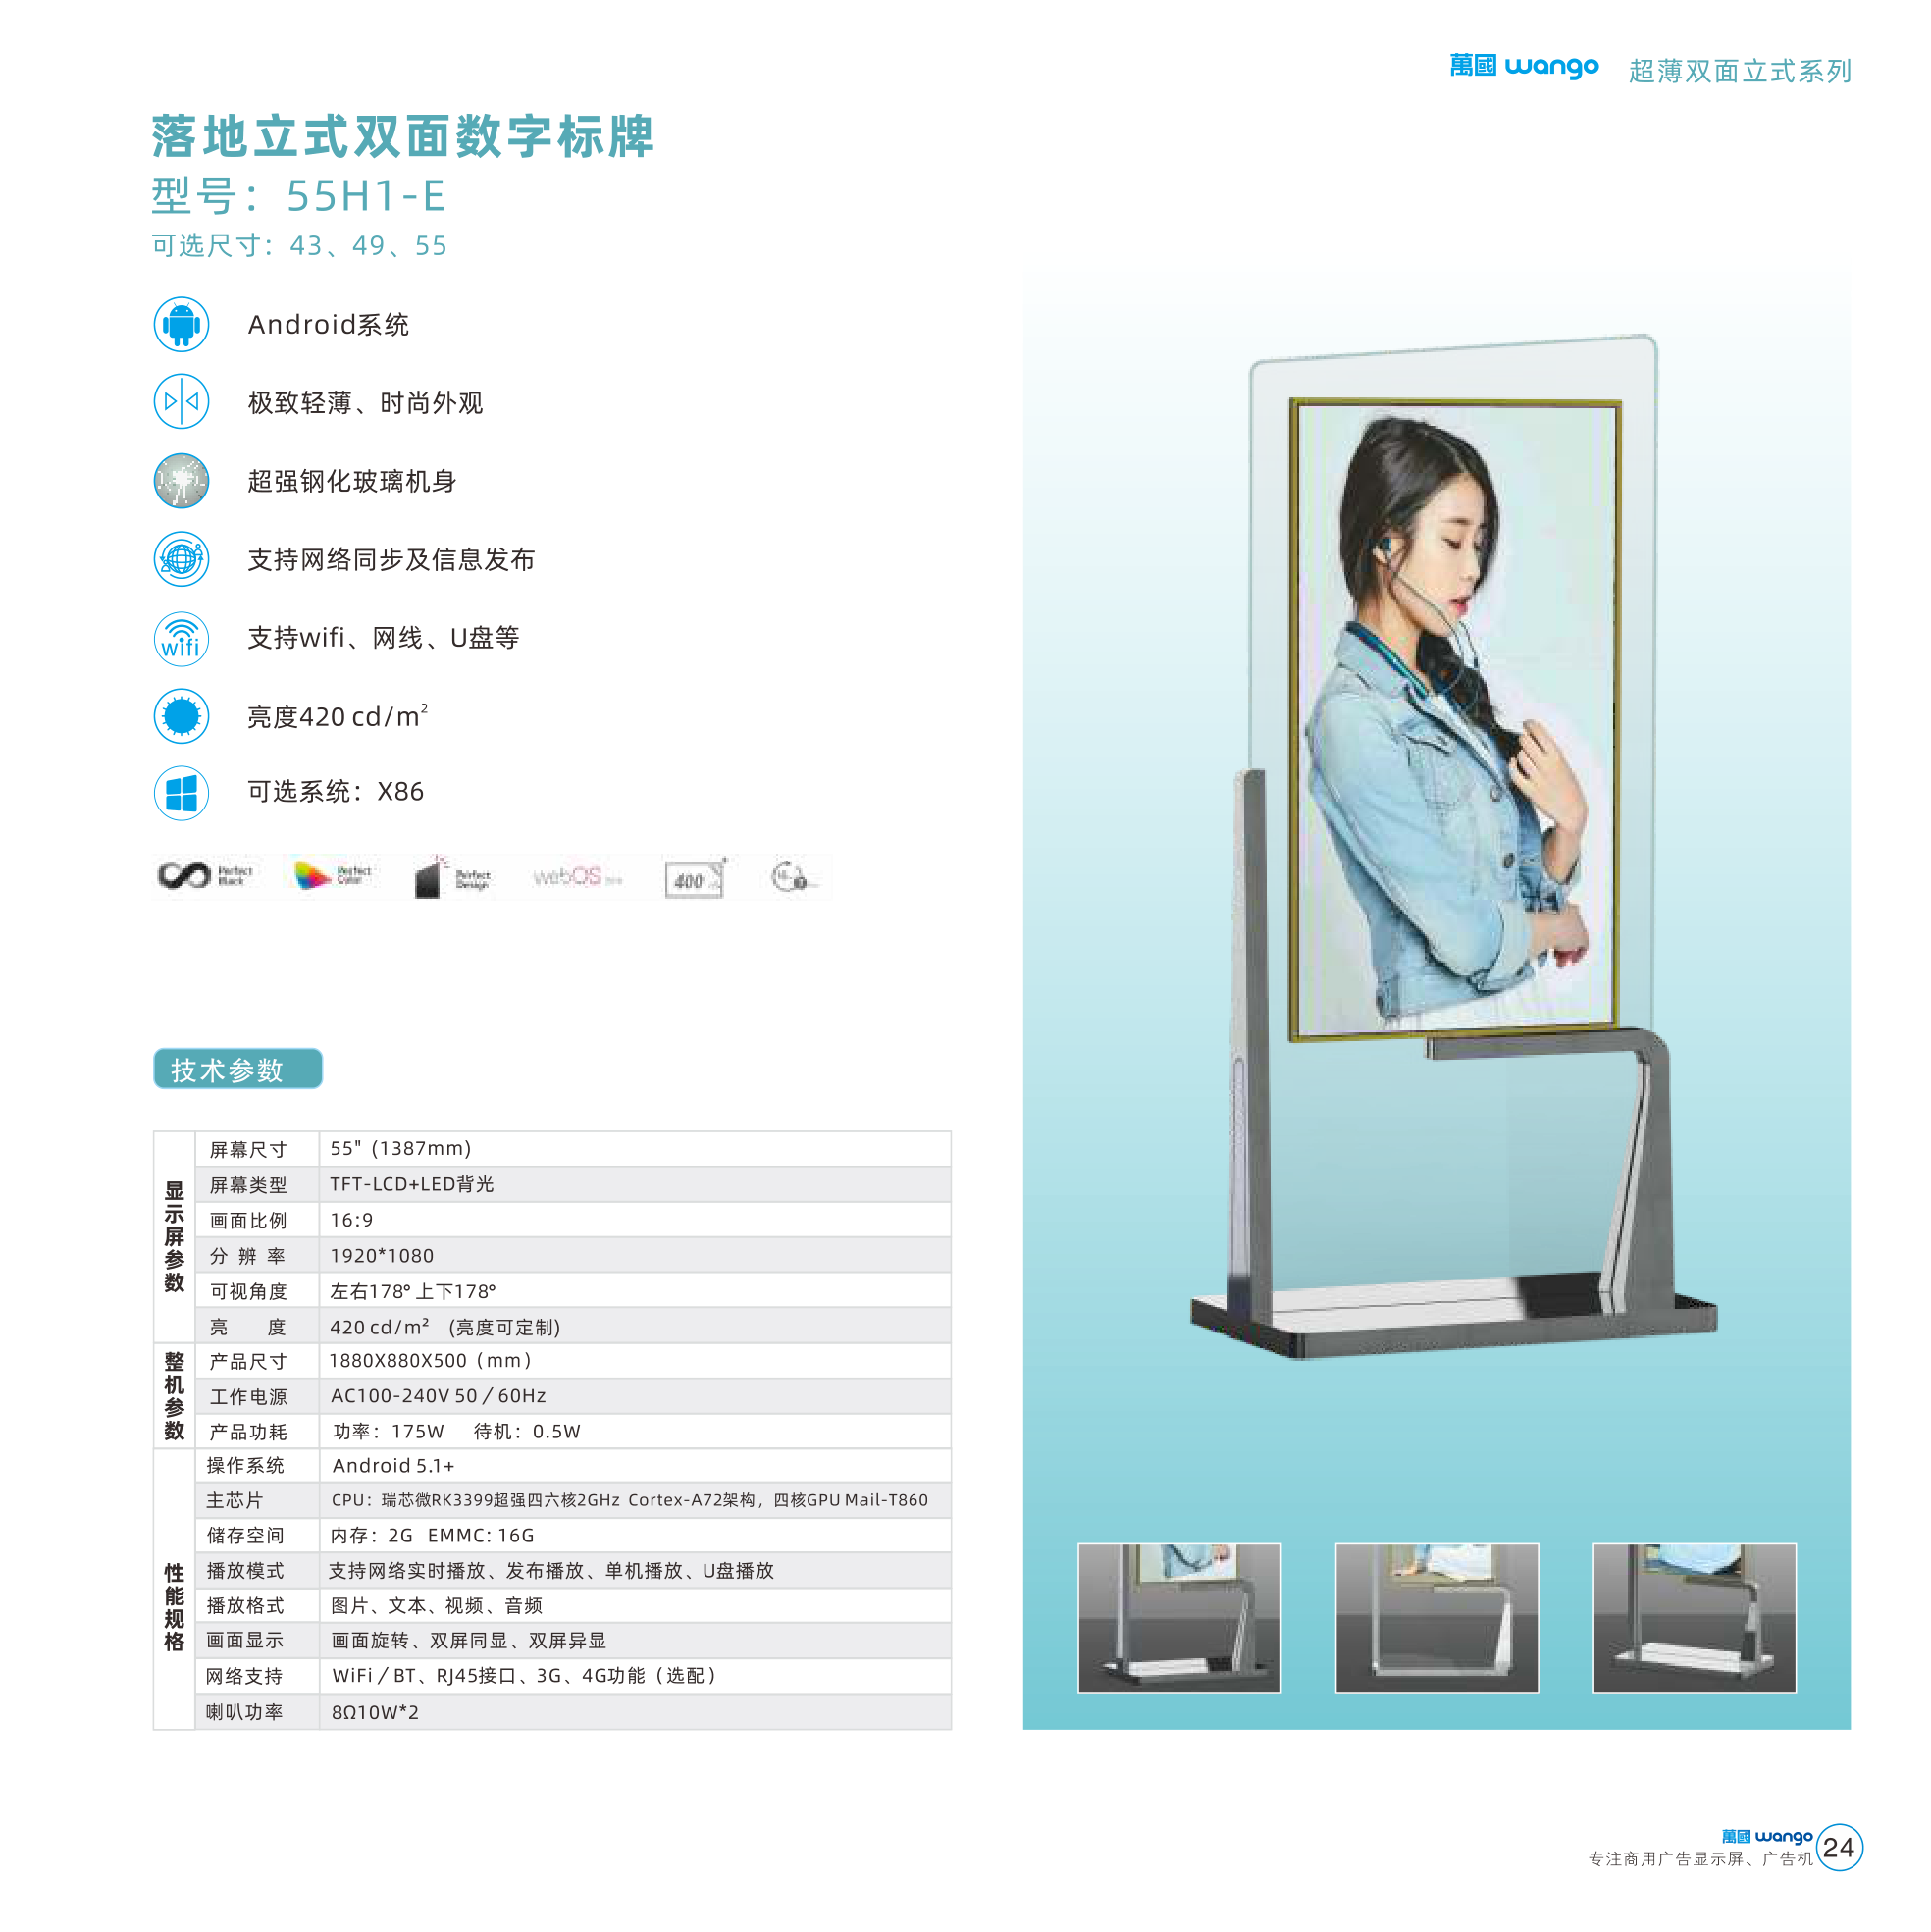 萬國 wango 超薄双面立式系列
落地立式双面数字标牌
型号：55H1-E
可选尺寸：43、49、55
Android系统
极致轻薄、时尚外观
超强钢化玻璃机身
支持网络同步及信息发布
wifi 支持wifi、网线、U盘等
亮度420 cd/m²
可选系统：X86
Perfect Black
Perfect Color
Perfect Design
webOS
400
技术参数
显示屏参数
屏幕尺寸 55" (1387mm)
屏幕类型 TFT-LCD+LED背光
画面比例 16:9
分 辨 率 1920*1080
可视角度 左右178° 上下178°
亮 度 420 cd/m² (亮度可定制)
整机参数
产品尺寸 1880X880X500（mm）
工作电源 AC100-240V 50／60Hz
产品功耗 功率：175W 待机：0.5W
性能规格
操作系统 Android 5.1+
主芯片 CPU：瑞芯微RK3399超强四六核2GHz Cortex-A72架构，四核GPU Mail-T860
储存空间 内存：2G EMMC: 16G
播放模式 支持网络实时播放、发布播放、单机播放、U盘播放
播放格式 图片、文本、视频、音频
画面显示 画面旋转、双屏同显、双屏异显
网络支持 WiFi／BT、RJ45接口、3G、4G功能（选配）
喇叭功率 8Ω10W*2
萬國 wango
专注商用广告显示屏、广告机
24